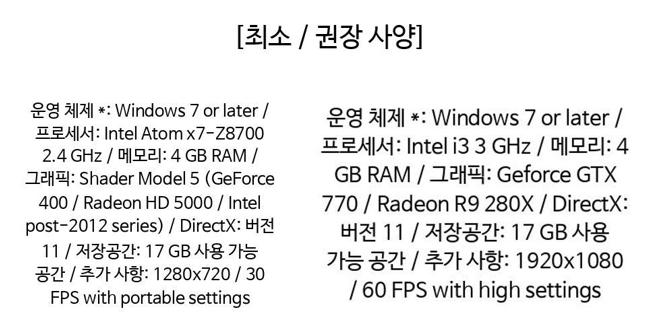 [최소 / 권장 사양]
운영 체제 *: Windows 7 or later /
프로세서: Intel Atom x7-Z8700
2.4 GHz / 메모리: 4 GB RAM /
그래픽: Shader Model 5 (GeForce
400 / Radeon HD 5000 / Intel
post-2012 series) / DirectX: 버전
11 / 저장공간: 17 GB 사용 가능
공간 / 추가 사항: 1280x720 / 30
FPS with portable settings
운영 체제 *: Windows 7 or later /
프로세서: Intel i3 3 GHz / 메모리: 4
GB RAM / 그래픽: Geforce GTX
770 / Radeon R9 280X / DirectX:
버전 11 / 저장공간: 17 GB 사용
가능 공간 / 추가 사항: 1920x1080
/ 60 FPS with high settings